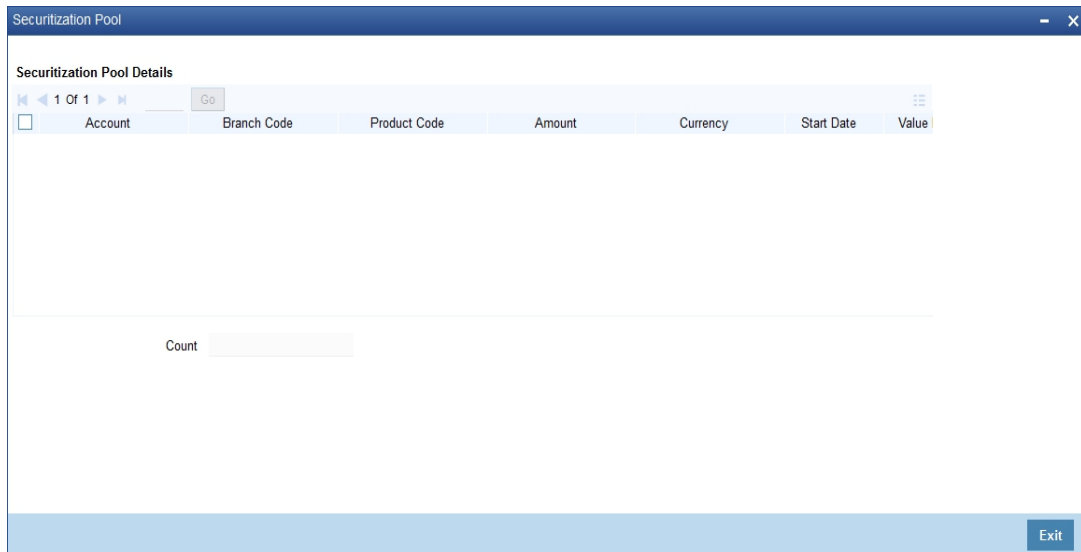 Securitization Pool
Securitization Pool Details
1 Of 1 Go
Account Branch Code Product Code Amount Currency Start Date Value
Count
Exit